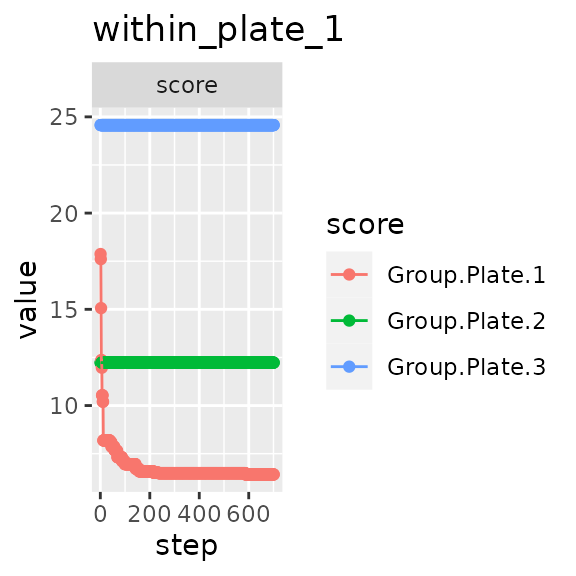 within_plate_1
score
25
20
15
10
value
0 200 400 600
step
score
Group.Plate.1
Group.Plate.2
Group.Plate.3